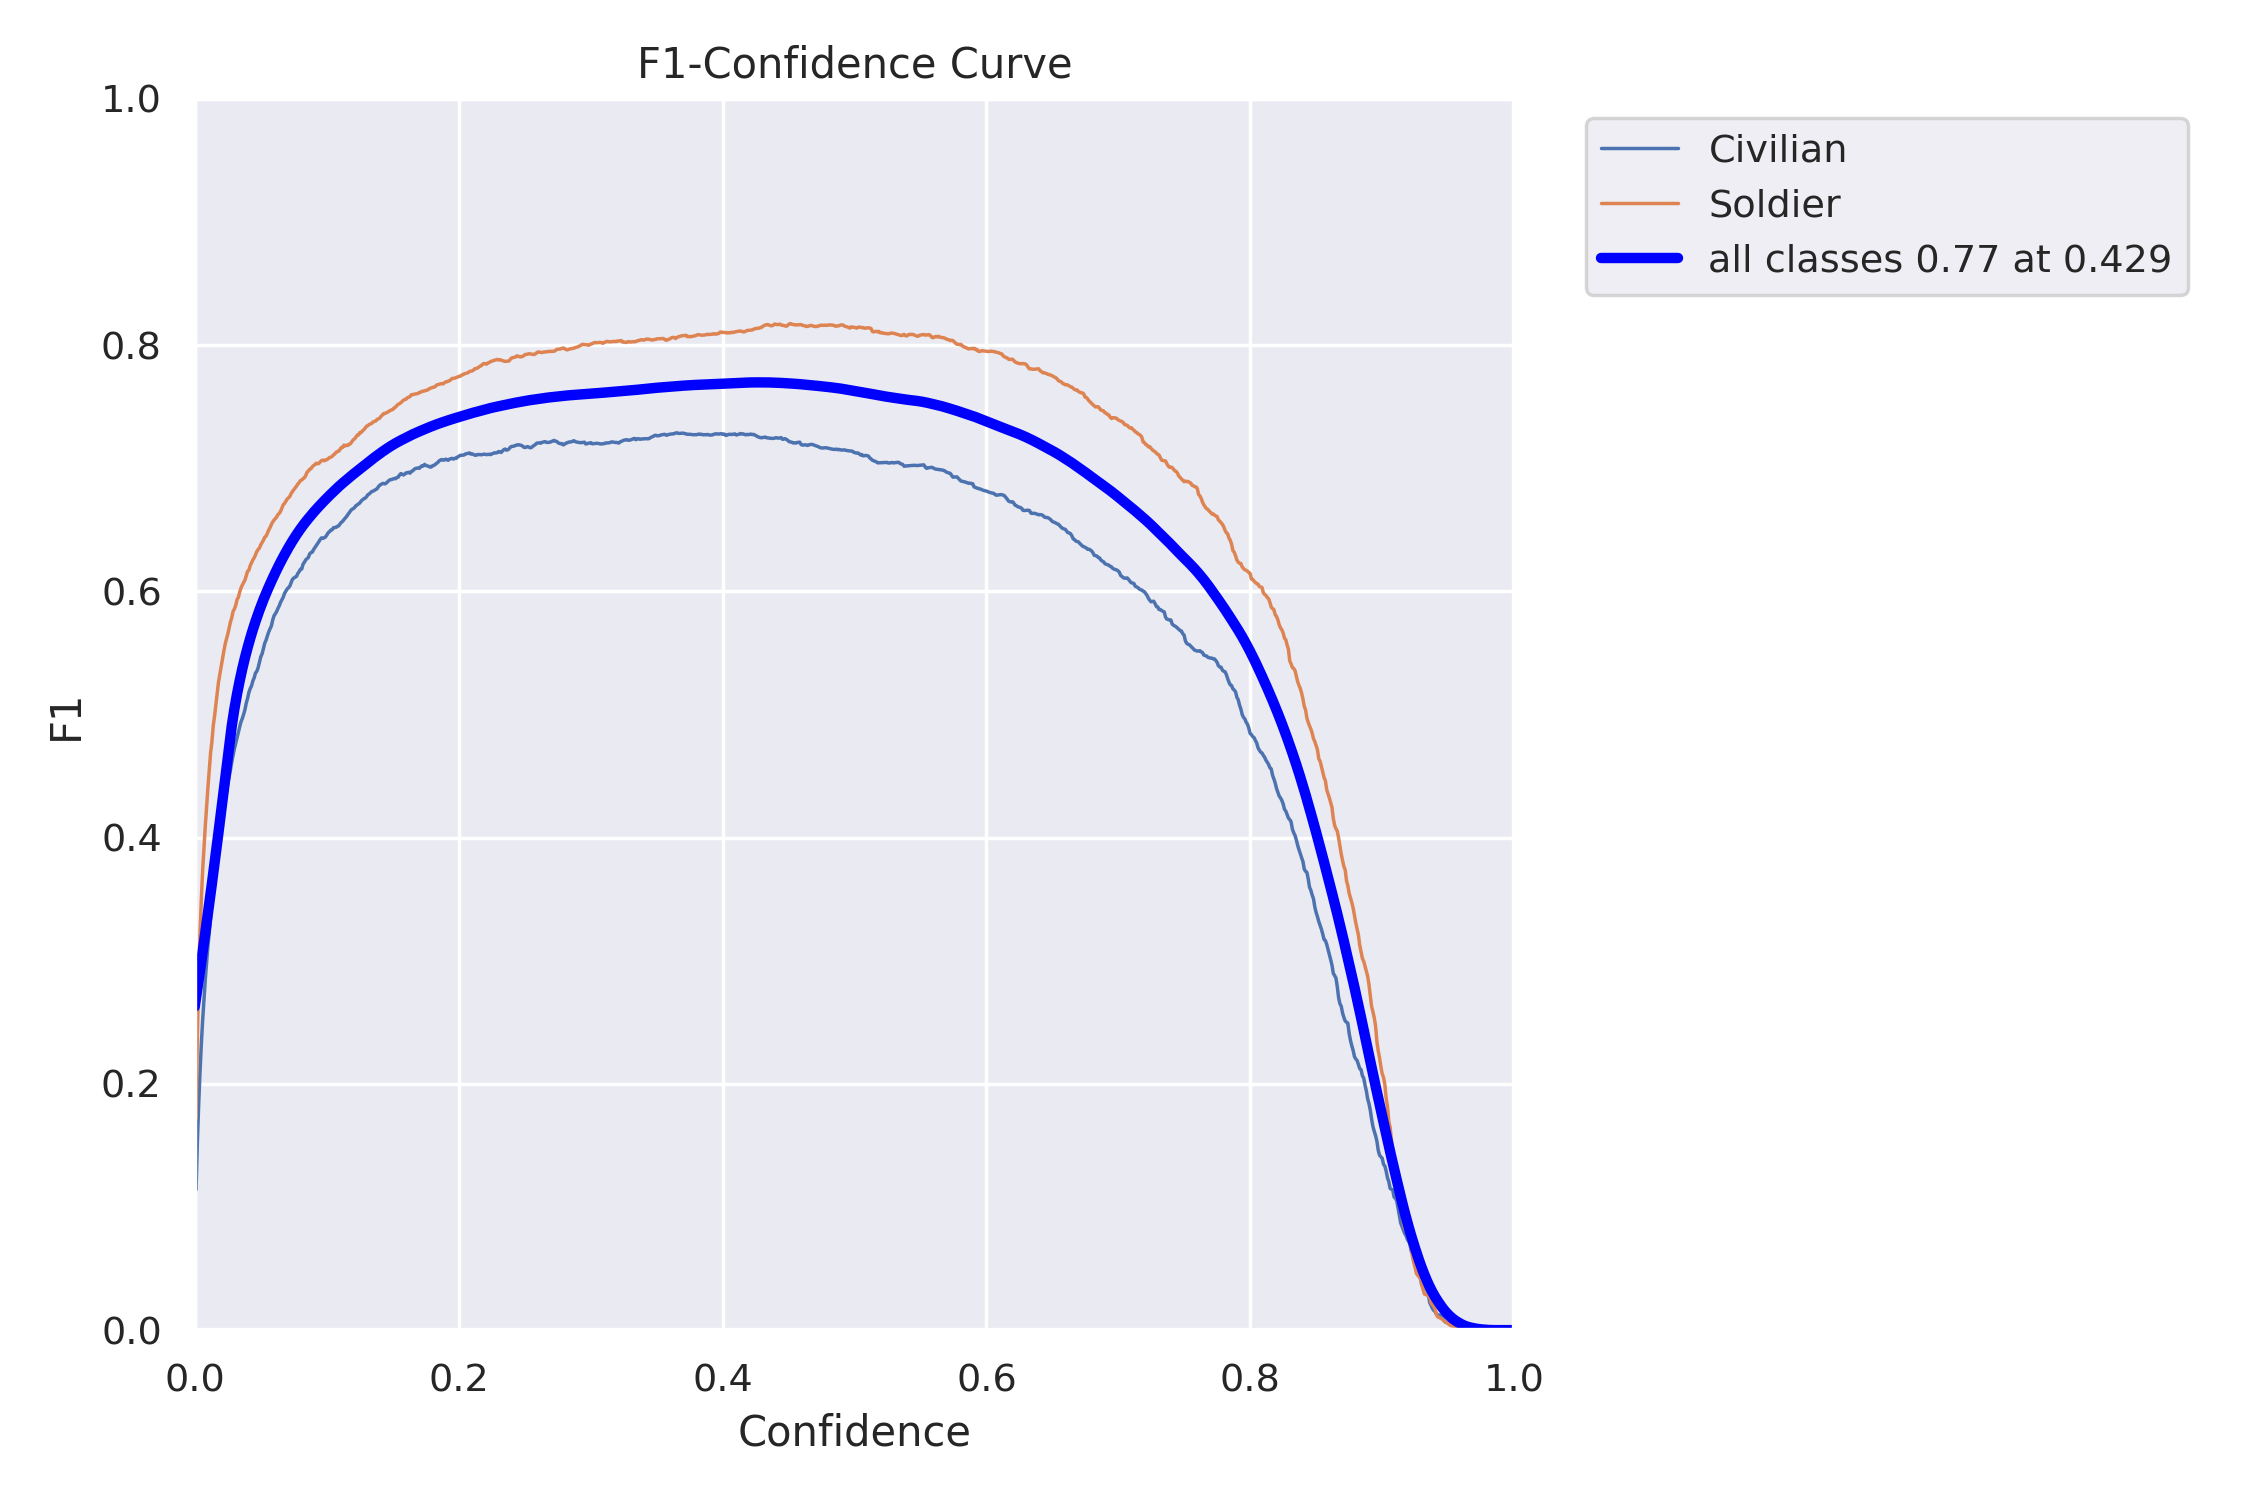 F1-Confidence Curve
1.0
0.8
0.6
0.4
0.2
0.0
F1
0.0 0.2 0.4 0.6 0.8 1.0
Confidence
Civilian
Soldier
all classes 0.77 at 0.429